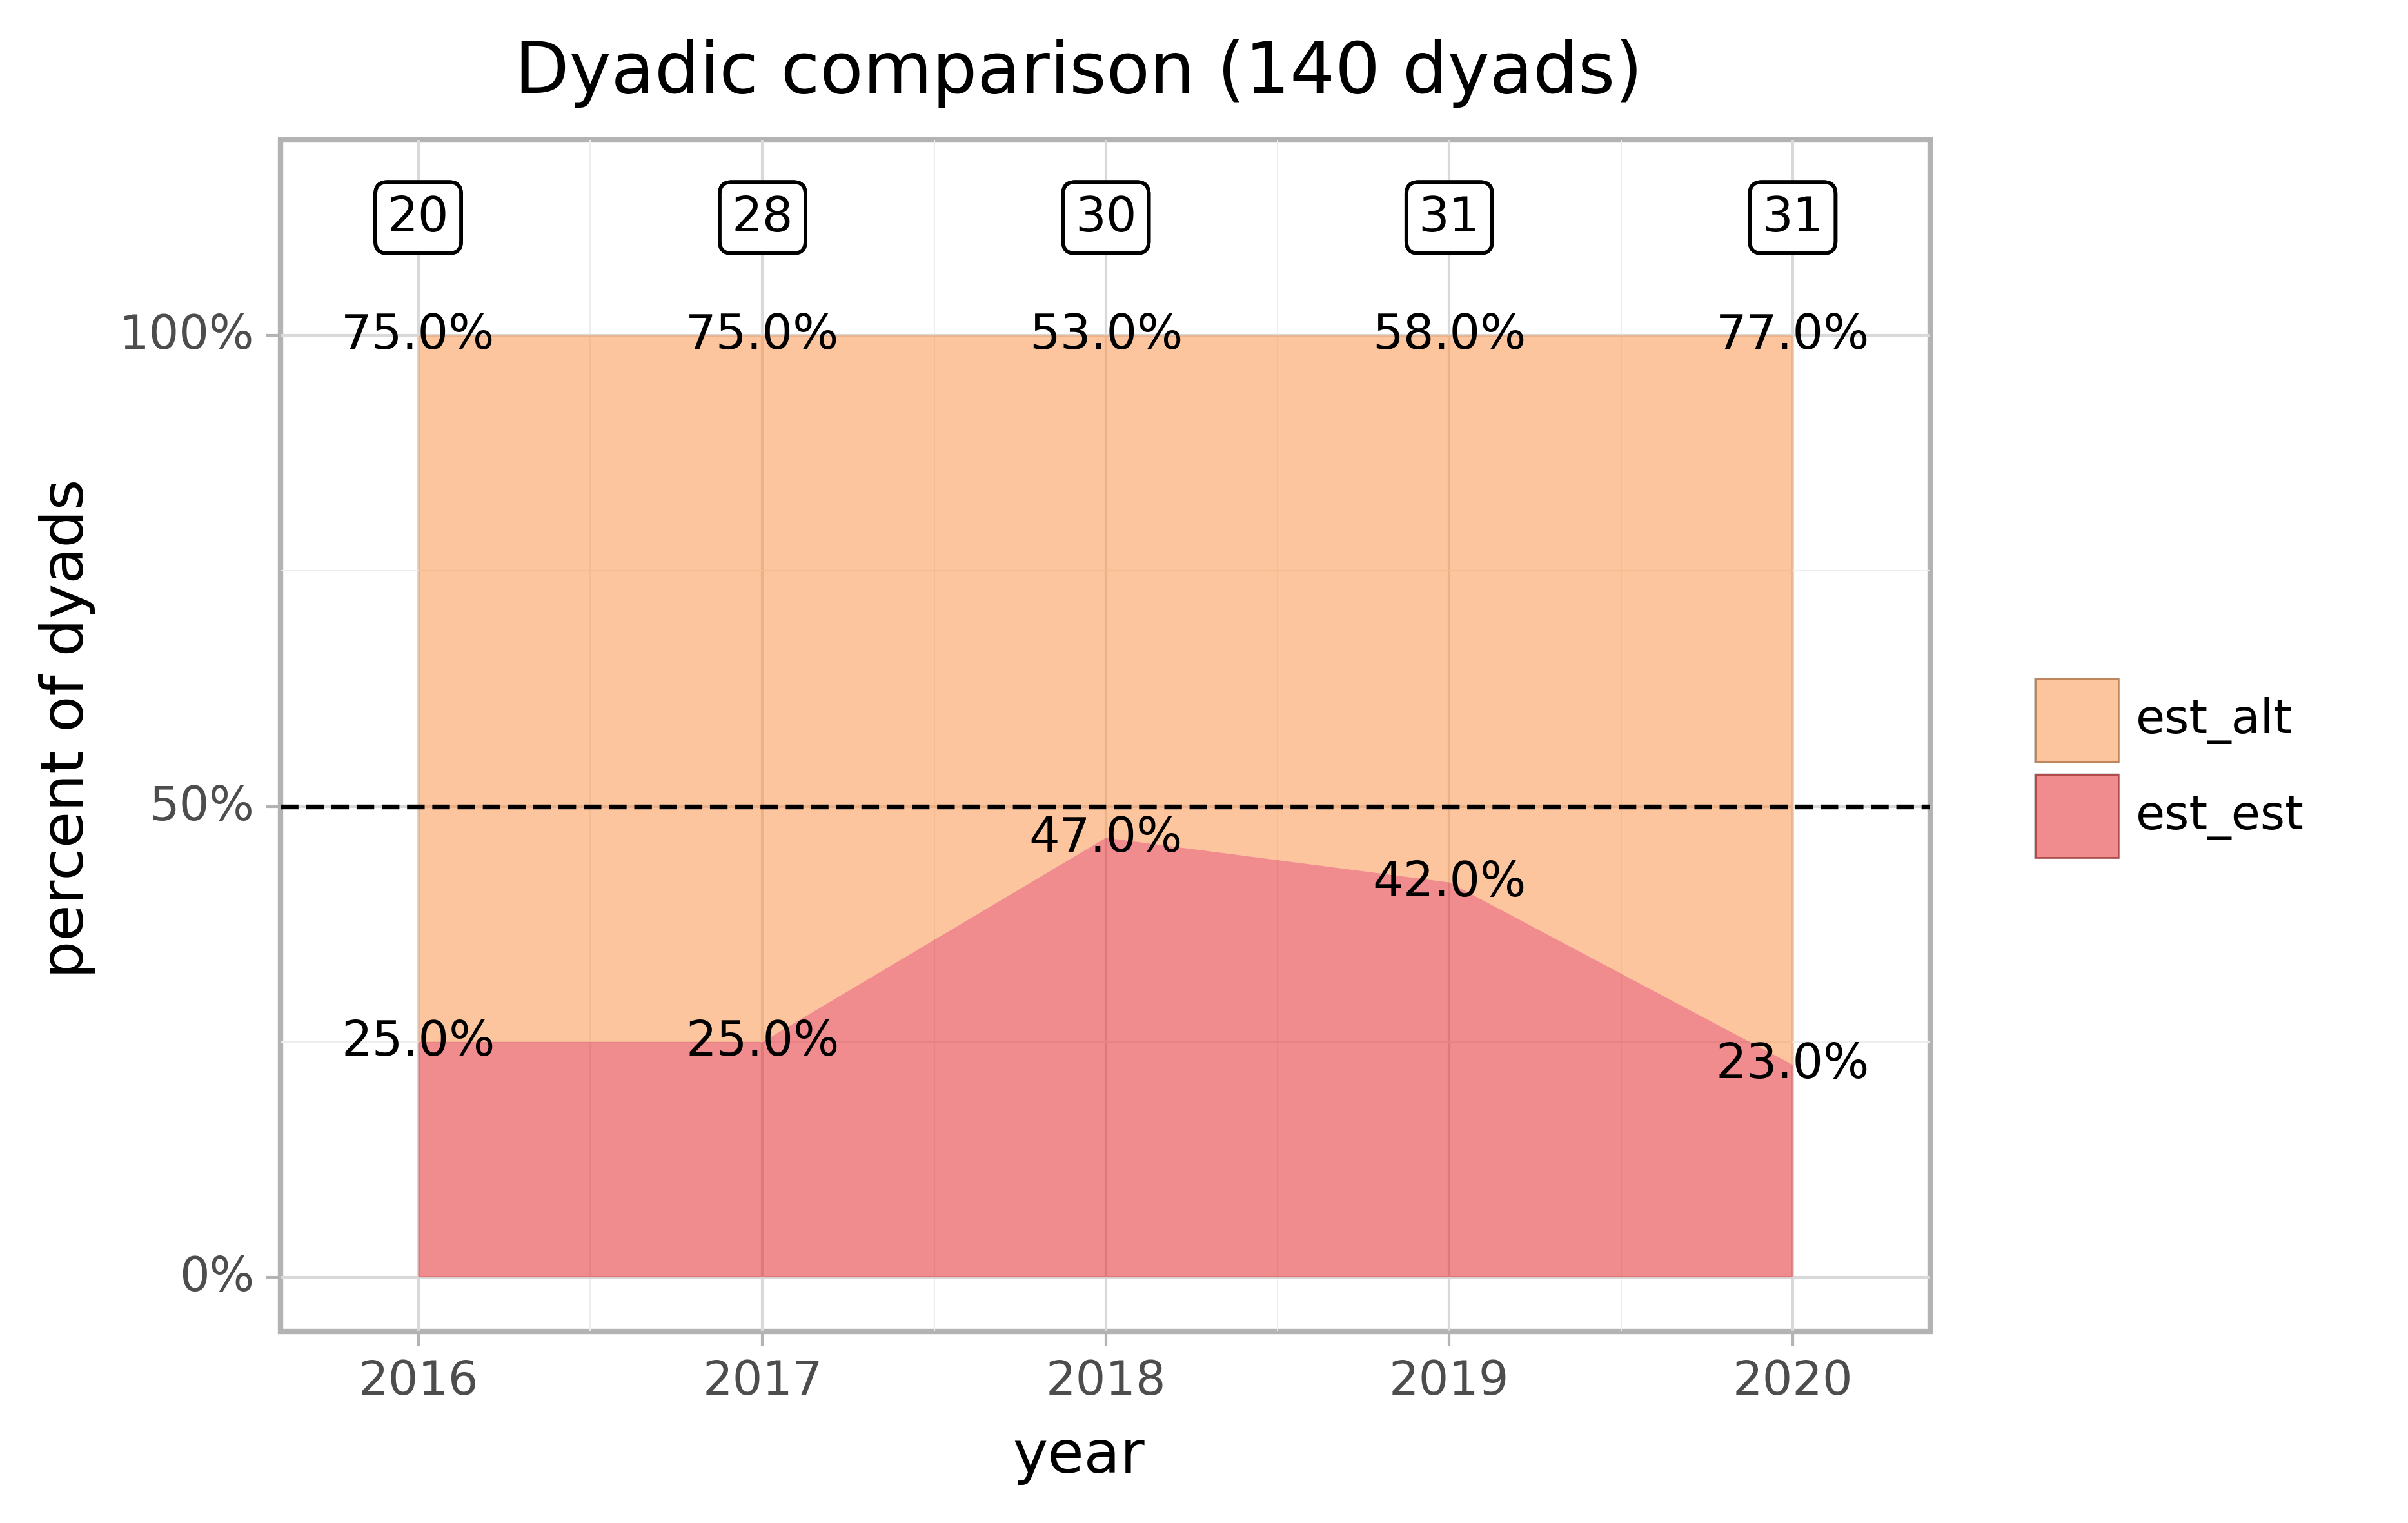 Dyadic comparison (140 dyads)
20 28 30 31 31
100% 75.0% 75.0% 53.0% 58.0% 77.0%
percent of dyads
est_alt
50%
est_est
47.0%
42.0%
25.0% 25.0% 23.0%
0%
2016 2017 2018 2019 2020
year